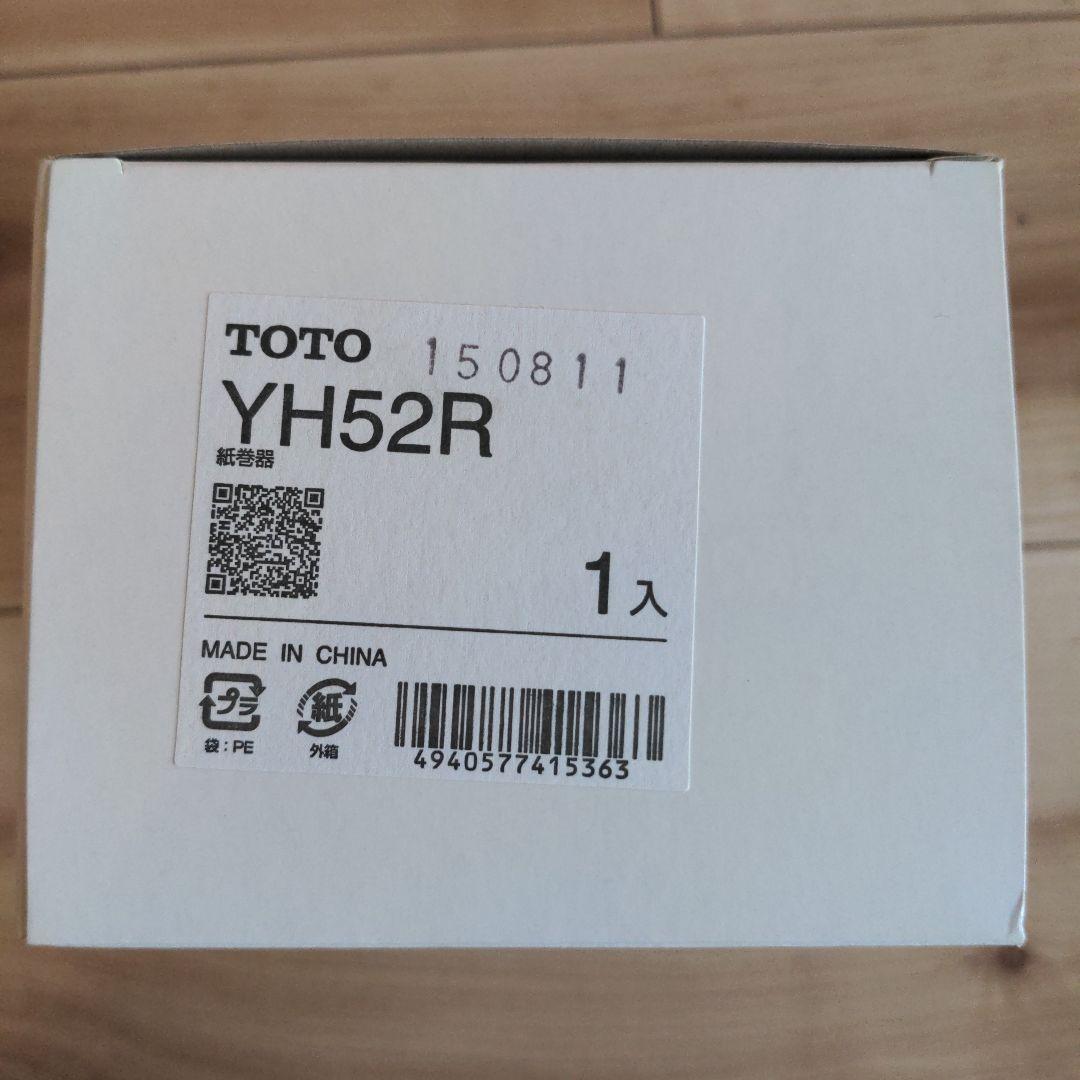 TOTO 150811
YH52R
紙巻器
1入
MADE IN CHINA
プラ 紙
袋:PE 外箱
4940577415363